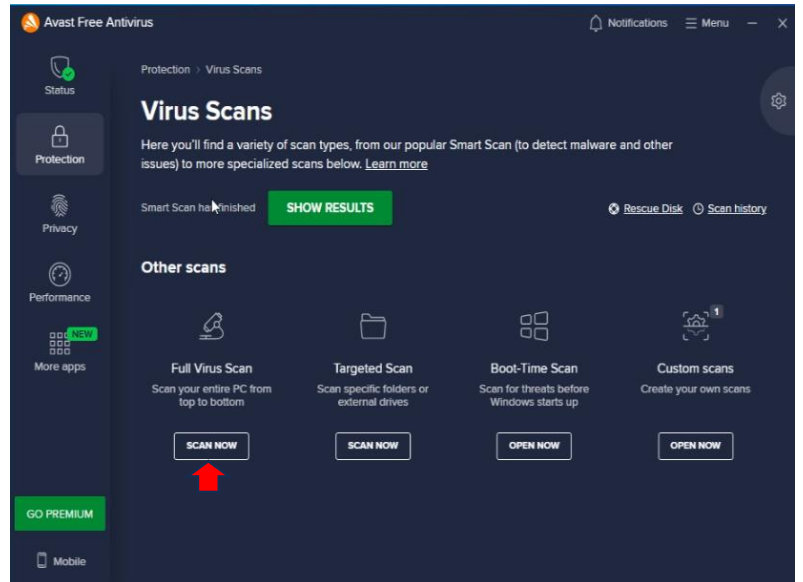 Avast Free Antivirus
Notifications
Menu
Status
Protection
Privacy
Performance
NEW
More apps
GO PREMIUM
Mobile
Protection > Virus Scans
Virus Scans
Here you'll find a variety of scan types, from our popular Smart Scan (to detect malware and other
issues) to more specialized scans below. Learn more
Smart Scan has finished
SHOW RESULTS
Rescue Disk
Scan history
Other scans
Full Virus Scan
Scan your entire PC from
top to bottom
SCAN NOW
Targeted Scan
Scan specific folders or
external drives
SCAN NOW
Boot-Time Scan
Scan for threats before
Windows starts up
OPEN NOW
1
Custom scans
Create your own scans
OPEN NOW